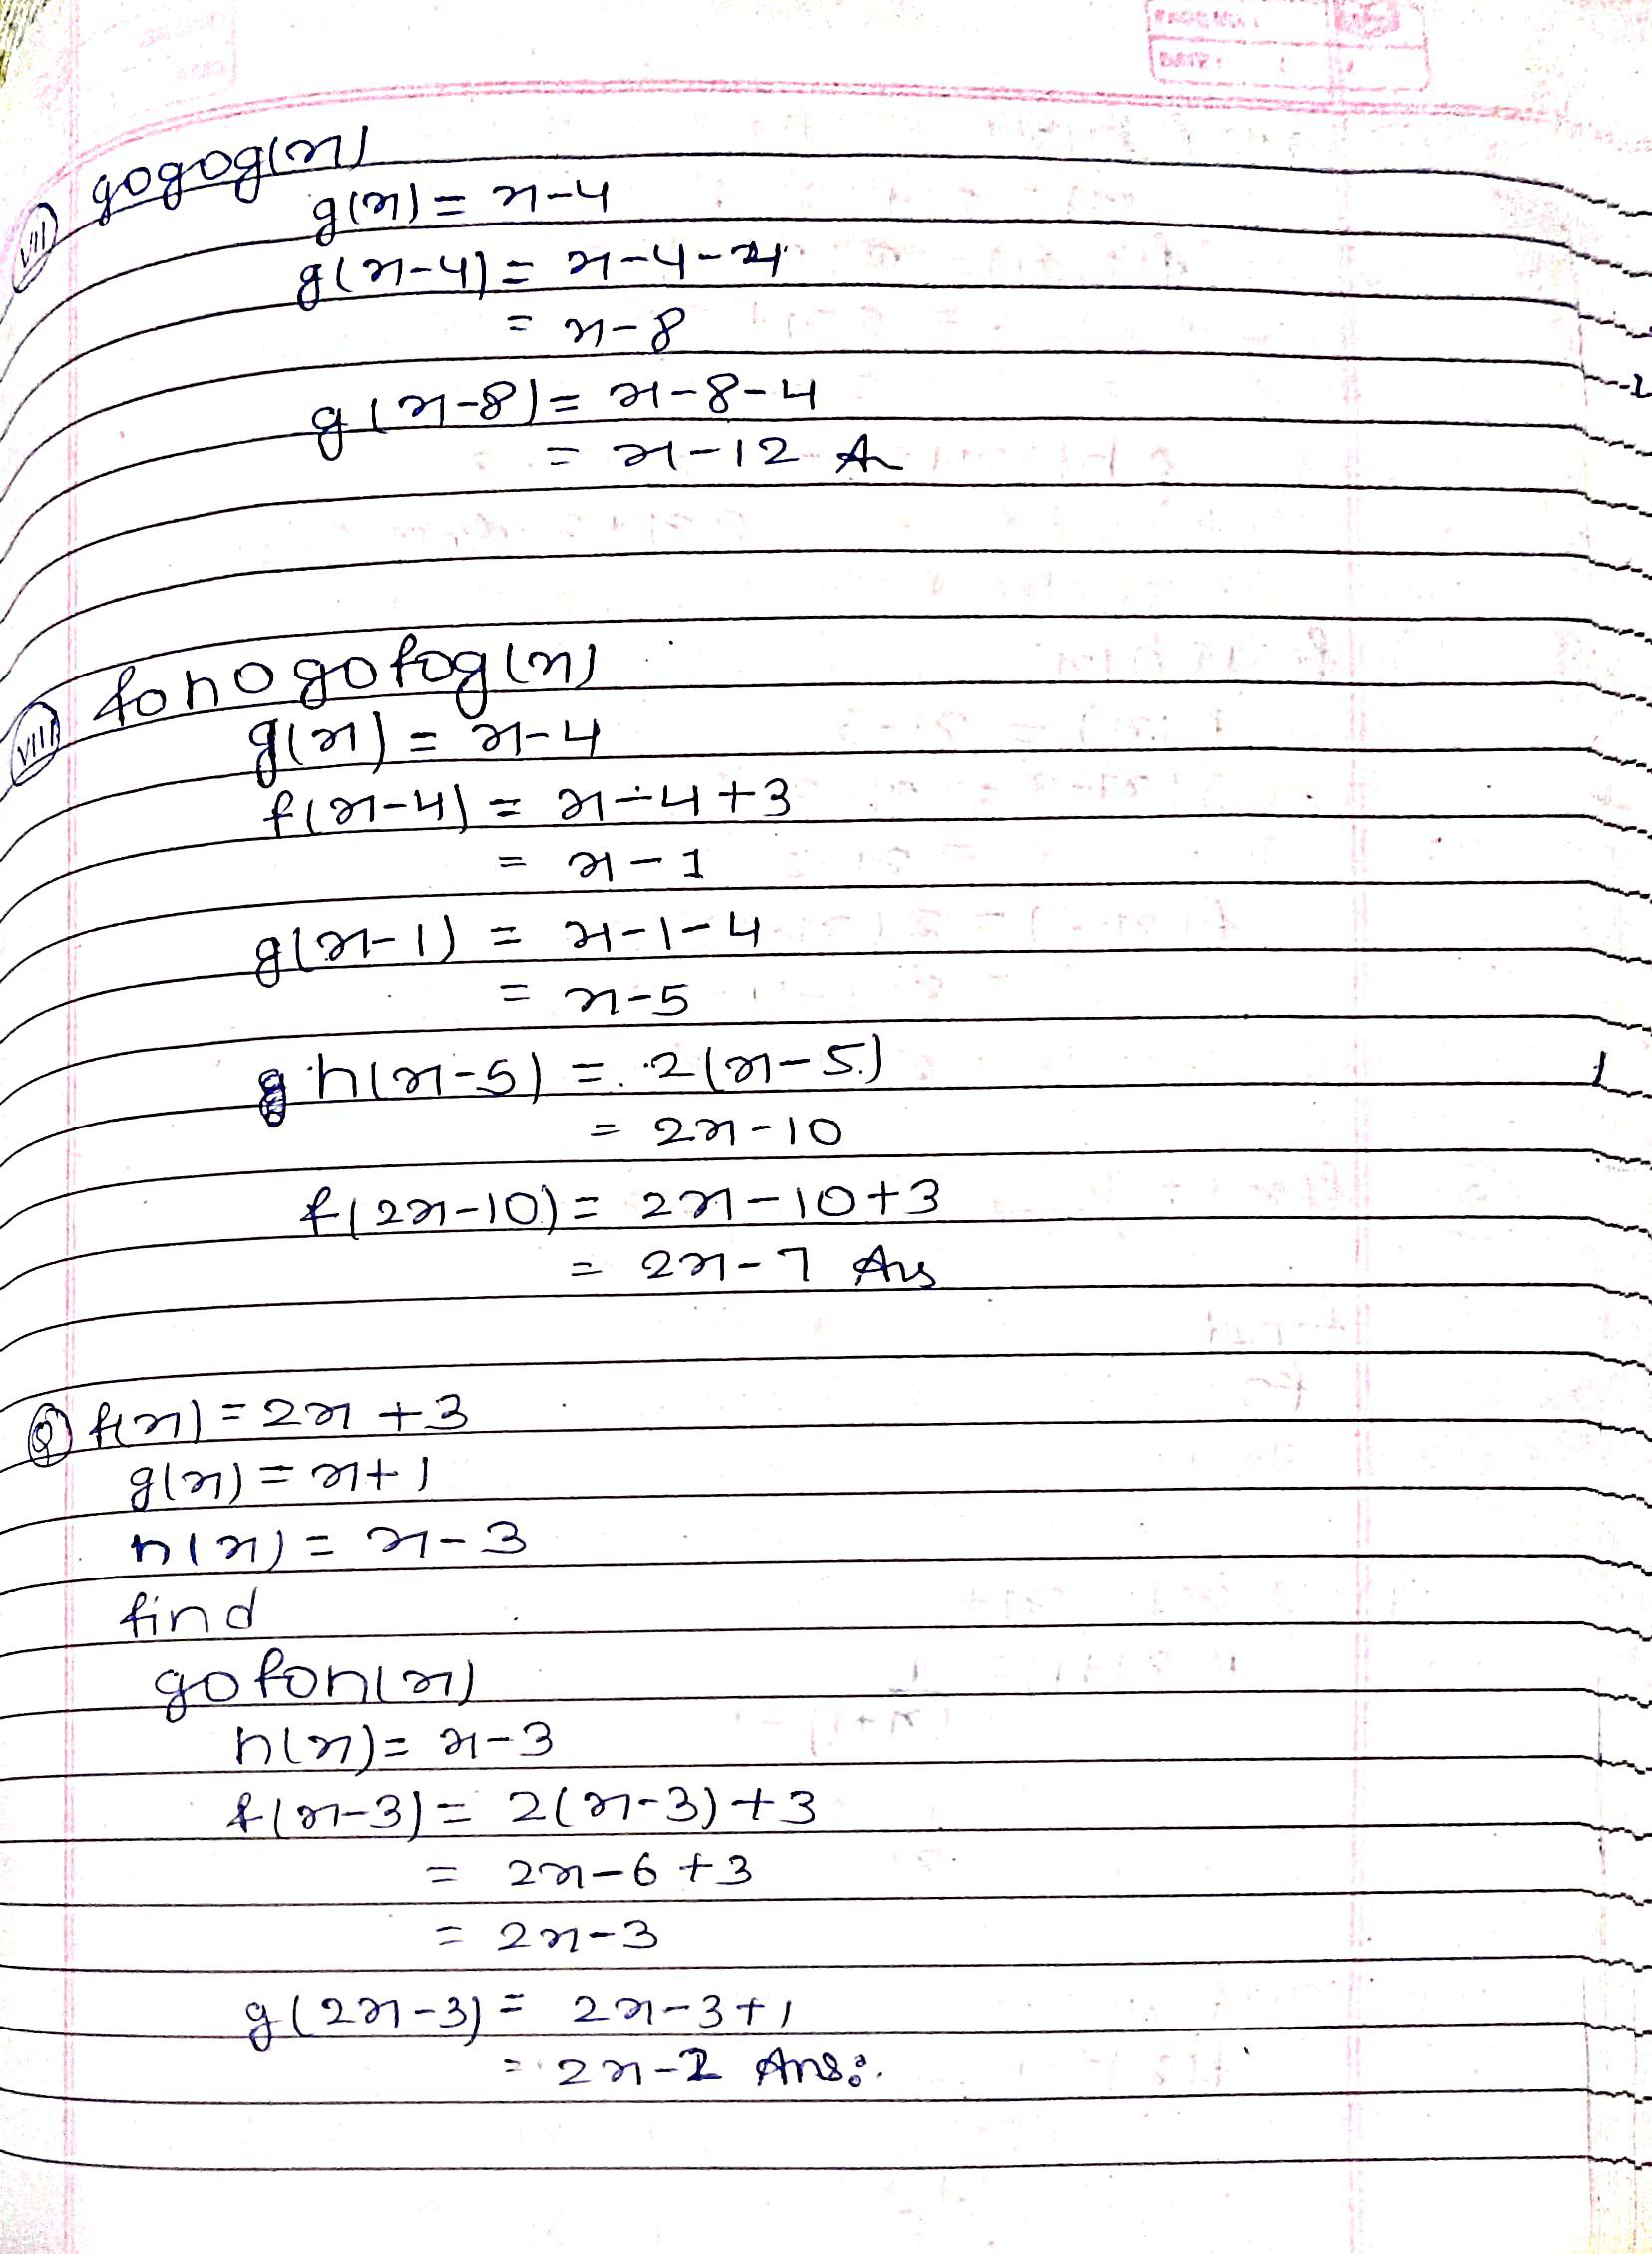 (VII) gogog(x)
g(x) = x-4
g(x-4) = x-4-4
= x-8
g(x-8) = x-8-4
= x-12 An
(VIII) fohogofog(x)
g(x) = x-4
f(x-4) = x-4+3
= x-1
g(x-1) = x-1-4
= x-5
h(x-5) = 2(x-5)
= 2x-10
f(2x-10) = 2x-10+3
= 2x-7 Ans
Q f(x) = 2x+3
g(x) = x+1
h(x) = x-3
find
gofoh(x)
h(x) = x-3
f(x-3) = 2(x-3)+3
= 2x-6+3
= 2x-3
g(2x-3) = 2x-3+1
= 2x-2 Ans:.